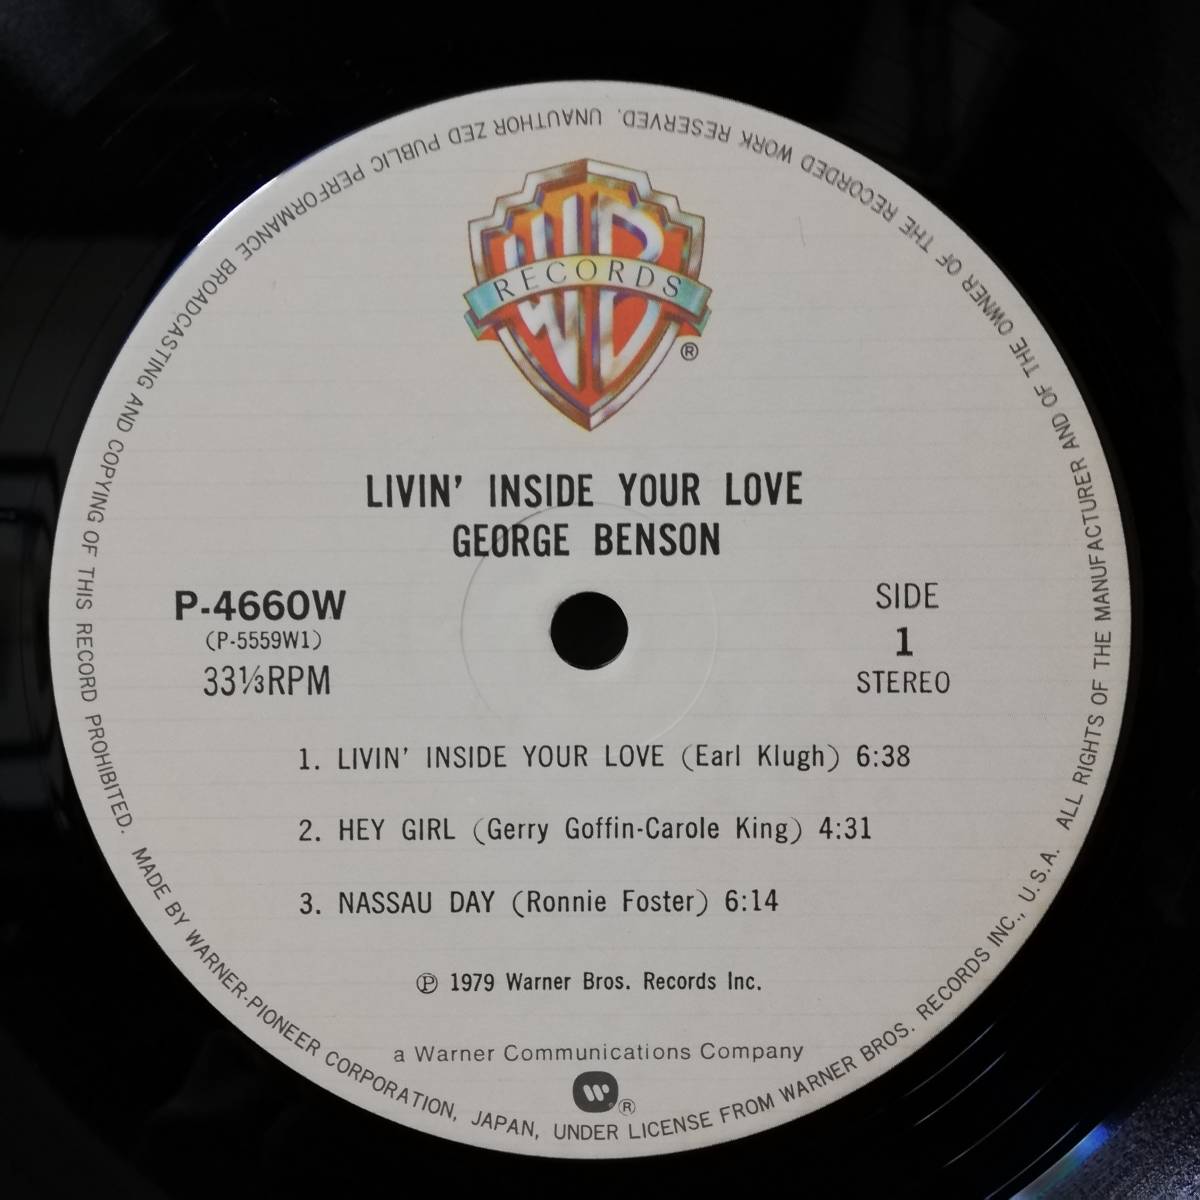 WB
RECORDS
®
LIVIN' INSIDE YOUR LOVE
GEORGE BENSON
P-4660W
(P-5559W1)
33⅓RPM
SIDE
1
STEREO
1. LIVIN' INSIDE YOUR LOVE (Earl Klugh) 6:38
2. HEY GIRL (Gerry Goffin-Carole King) 4:31
3. NASSAU DAY (Ronnie Foster) 6:14
℗ 1979 Warner Bros. Records Inc.
a Warner Communications Company
®
MADE BY WARNER-PIONEER CORPORATION, JAPAN, UNDER LICENSE FROM WARNER BROS. RECORDS INC., U.S.A. ALL RIGHTS OF THE MANUFACTURER AND OF THE OWNER OF THE RECORDED WORK RESERVED. UNAUTHOR ZED PUBLIC PERFORMANCE BROADCASTING AND COPYING OF THIS RECORD PROHIBITED.